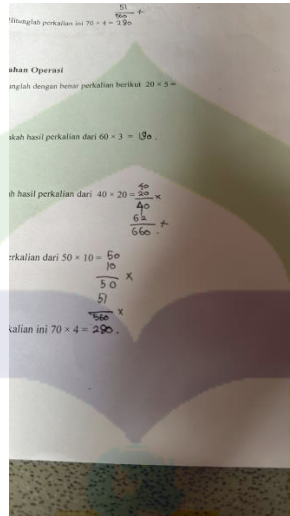 51
560 +
Hitunglah perkalian ini 70 × 4 = 280
ahan Operasi
unglah dengan benar perkalian berikut 20 × 5 =
akah hasil perkalian dari 60 × 3 = 180.
h hasil perkalian dari 40 × 20 = 40
20 ×
40
62 +
660.
erkalian dari 50 × 10 = 50
10 ×
50
51 ×
560
kalian ini 70 × 4 = 280.